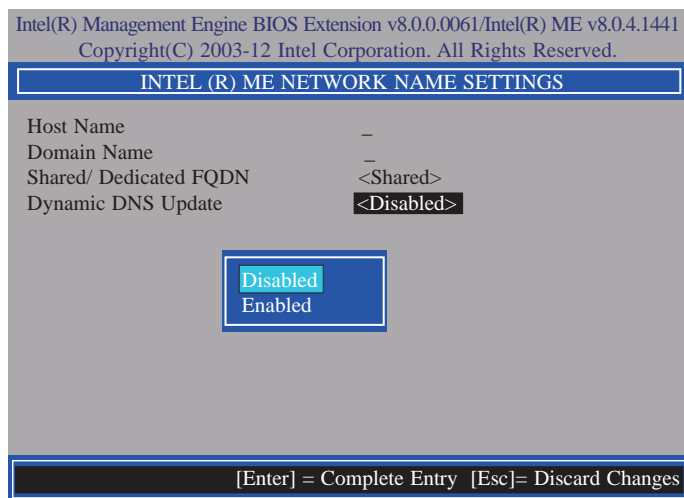 Intel(R) Management Engine BIOS Extension v8.0.0.0061/Intel(R) ME v8.0.4.1441
Copyright(C) 2003-12 Intel Corporation. All Rights Reserved.
INTEL (R) ME NETWORK NAME SETTINGS
Host Name _
Domain Name _
Shared/ Dedicated FQDN <Shared>
Dynamic DNS Update <Disabled>
Disabled
Enabled
[Enter] = Complete Entry [Esc]= Discard Changes